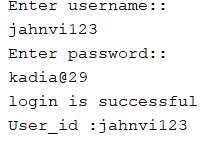 Enter username::
jahnvi123
Enter password::
kadia@29
login is successful
User_id :jahnvi123